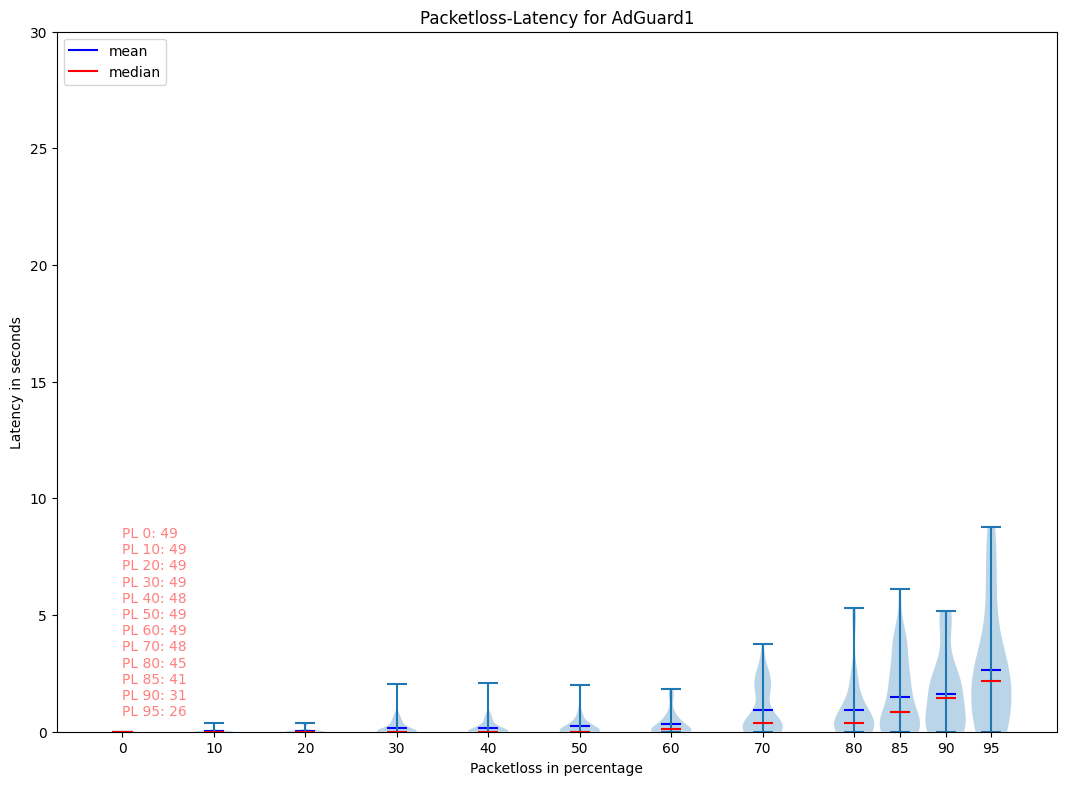 Packetloss-Latency for AdGuard1
mean
median
30
25
20
15
10
5
0
Latency in seconds
PL 0: 49
PL 10: 49
PL 20: 49
PL 30: 49
PL 40: 48
PL 50: 49
PL 60: 49
PL 70: 48
PL 80: 45
PL 85: 41
PL 90: 31
PL 95: 26
0 10 20 30 40 50 60 70 80 85 90 95
Packetloss in percentage